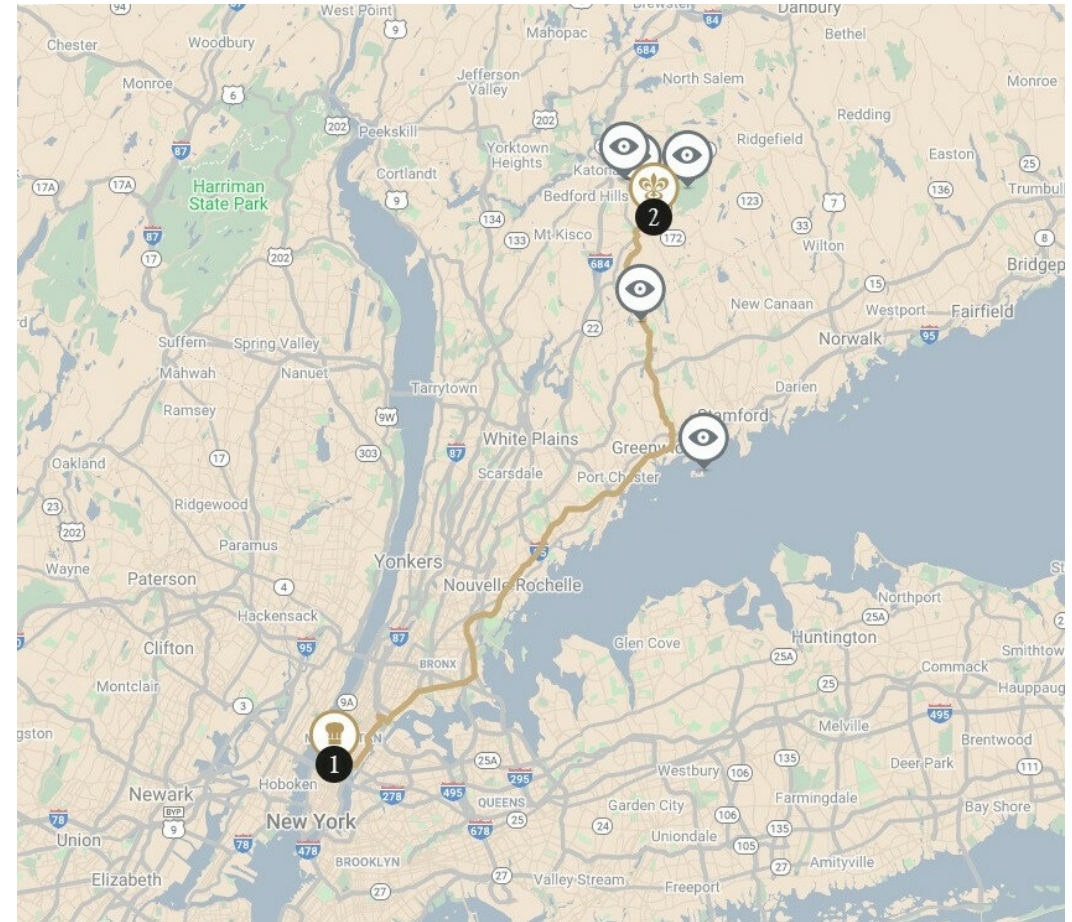 94
West Point
9
Brewster
84
Danbury
Chester
Woodbury
Mahopac
684
Bethel
Monroe
Jefferson
Valley
North Salem
Monroe
6
202
202
Redding
87
Peekskill
Yorktown
Heights
Ridgefield
Easton
25
17A
17A
Harriman
State Park
Cortlandt
Katona
Bedford Hills
136
Trumbull
9
123
7
134
2
33
87
133
Mt Kisco
172
8
17
202
684
Wilton
Bridgep
15
New Canaan
Westport
Fairfield
22
Suffern
Spring Valley
Norwalk
95
Mahwah
Nanuet
Tarrytown
Darien
Ramsey
9W
Stamford
White Plains
Greenw
17
303
87
Oakland
Scarsdale
Port Chester
23
Ridgewood
202
Paramus
95
Wayne
Yonkers
St
Paterson
4
Nouvelle Rochelle
Northport
Hackensack
25A
87
Huntington
Clifton
95
Glen Cove
Smithtow
BRONX
25A
Commack
Montclair
9A
25
Hauppaug
3
495
gston
Melville
Brentwood
25A
135
1
Hoboken
295
Westbury
106
Deer Park
111
Newark
278
495
Farmingdale
BYP
9
QUEENS
Garden City
Bay Shore
78
New York
25
106
Union
678
24
135
78
478
Uniondale
105
BROOKLYN
Amityville
Elizabeth
27
27
Valley Stream
Freeport
27